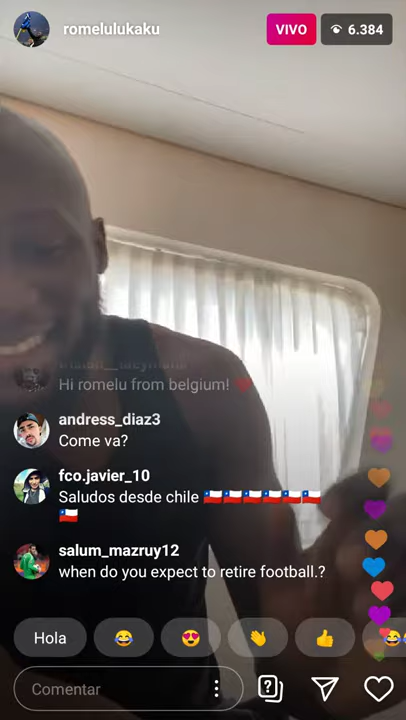 romelulukaku
VIVO
6.384
Hi romelu from belgium!
andress_diaz3
Come va?
fco.javier_10
Saludos desde chile 🇨🇱🇨🇱🇨🇱🇨🇱🇨🇱🇨🇱
🇨🇱
salum_mazruy12
when do you expect to retire football.?
Hola
Comentar